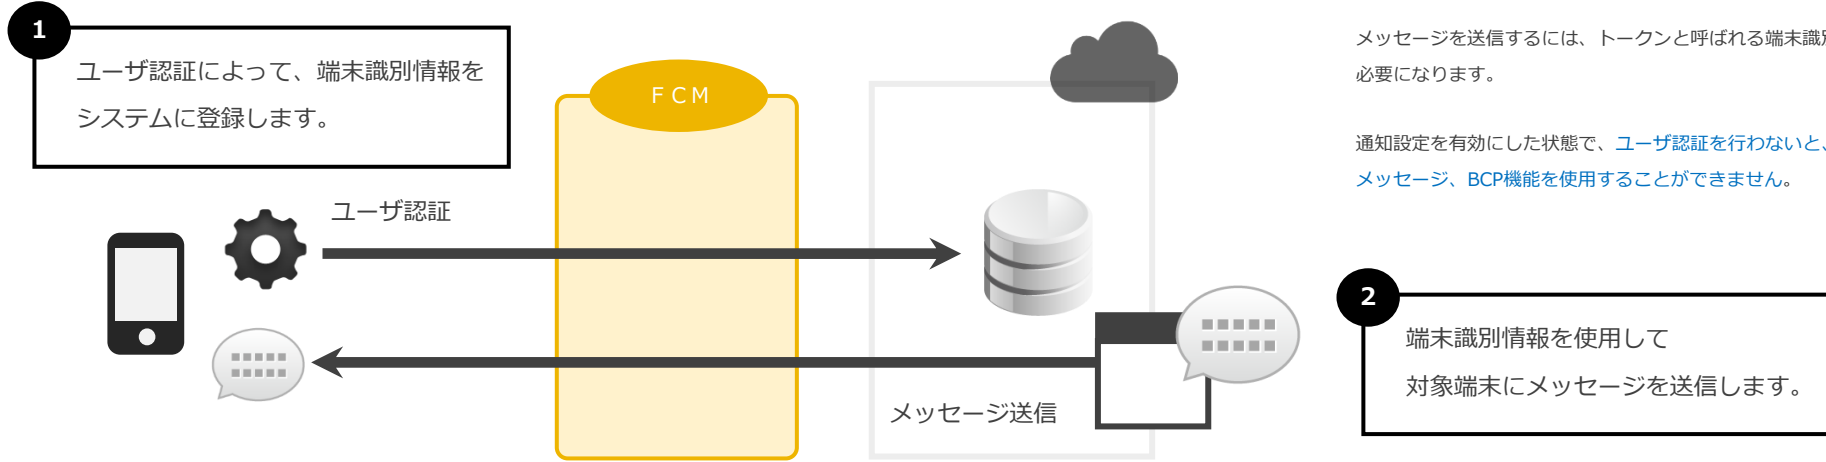 1
ユーザ認証によって、端末識別情報を
システムに登録します。
ＦＣＭ
ユーザ認証
メッセージ送信
メッセージを送信するには、トークンと呼ばれる端末識
必要になります。
通知設定を有効にした状態で、ユーザ認証を行わないと、
メッセージ、BCP機能を使用することができません。
2
端末識別情報を使用して
対象端末にメッセージを送信します。